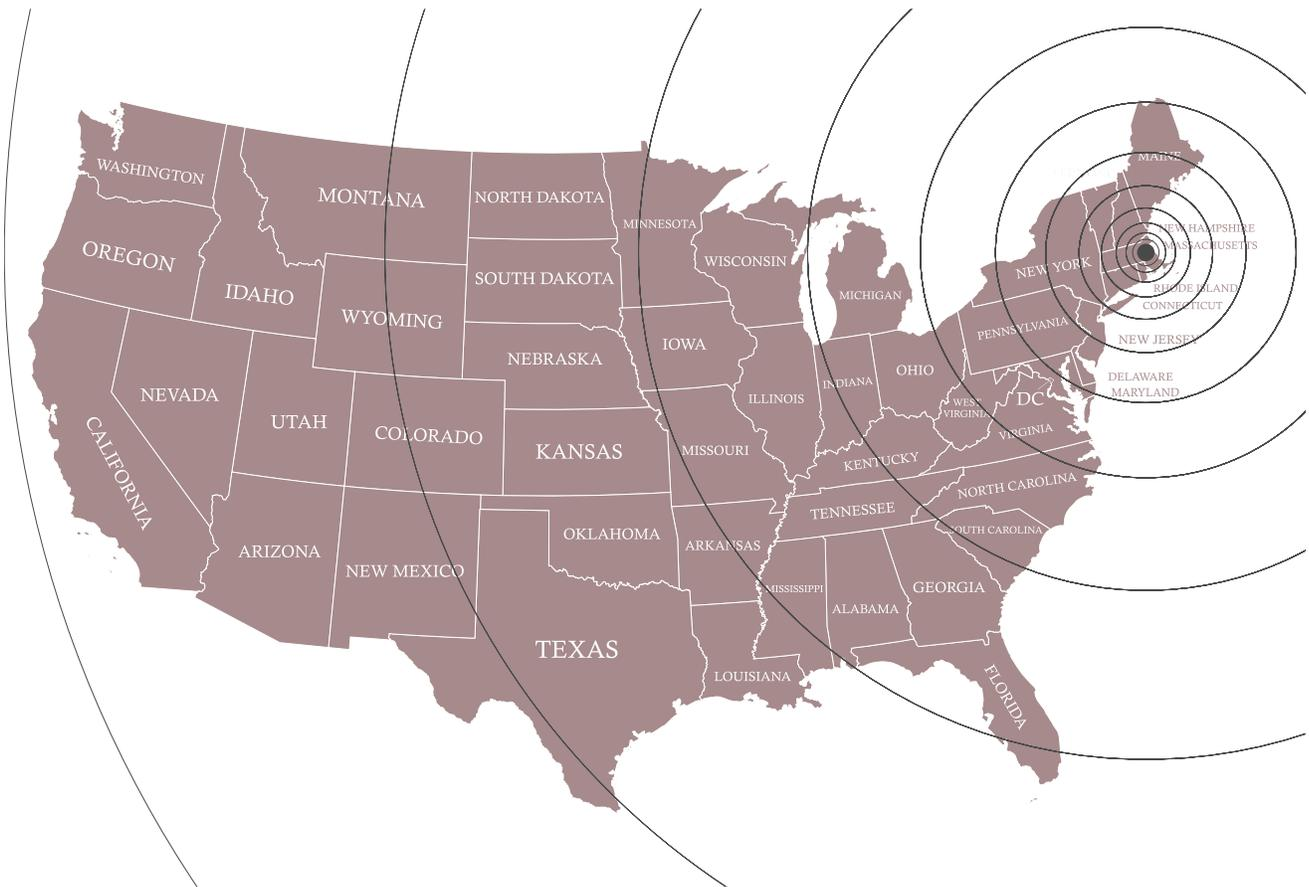 MAINE
WASHINGTON
MONTANA
NORTH DAKOTA
MINNESOTA
NEW HAMPSHIRE
MASSACHUSETTS
OREGON
WISCONSIN
NEW YORK
SOUTH DAKOTA
IDAHO
MICHIGAN
RHODE ISLAND
CONNECTICUT
WYOMING
PENNSYLVANIA
NEW JERSEY
IOWA
NEBRASKA
OHIO
INDIANA
DELAWARE
MARYLAND
NEVADA
ILLINOIS
DC
WEST
VIRGINIA
UTAH
COLORADO
VIRGINIA
KANSAS
MISSOURI
KENTUCKY
CALIFORNIA
NORTH CAROLINA
TENNESSEE
OKLAHOMA
SOUTH CAROLINA
ARKANSAS
ARIZONA
NEW MEXICO
MISSISSIPPI
GEORGIA
ALABAMA
TEXAS
LOUISIANA
FLORIDA